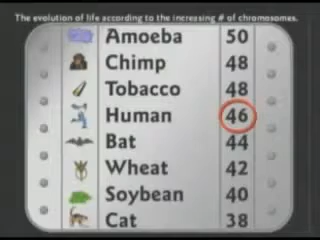 The evolution of life according to the increasing # of chromosomes.
Amoeba 50
Chimp 48
Tobacco 48
Human 46
Bat 44
Wheat 42
Soybean 40
Cat 38